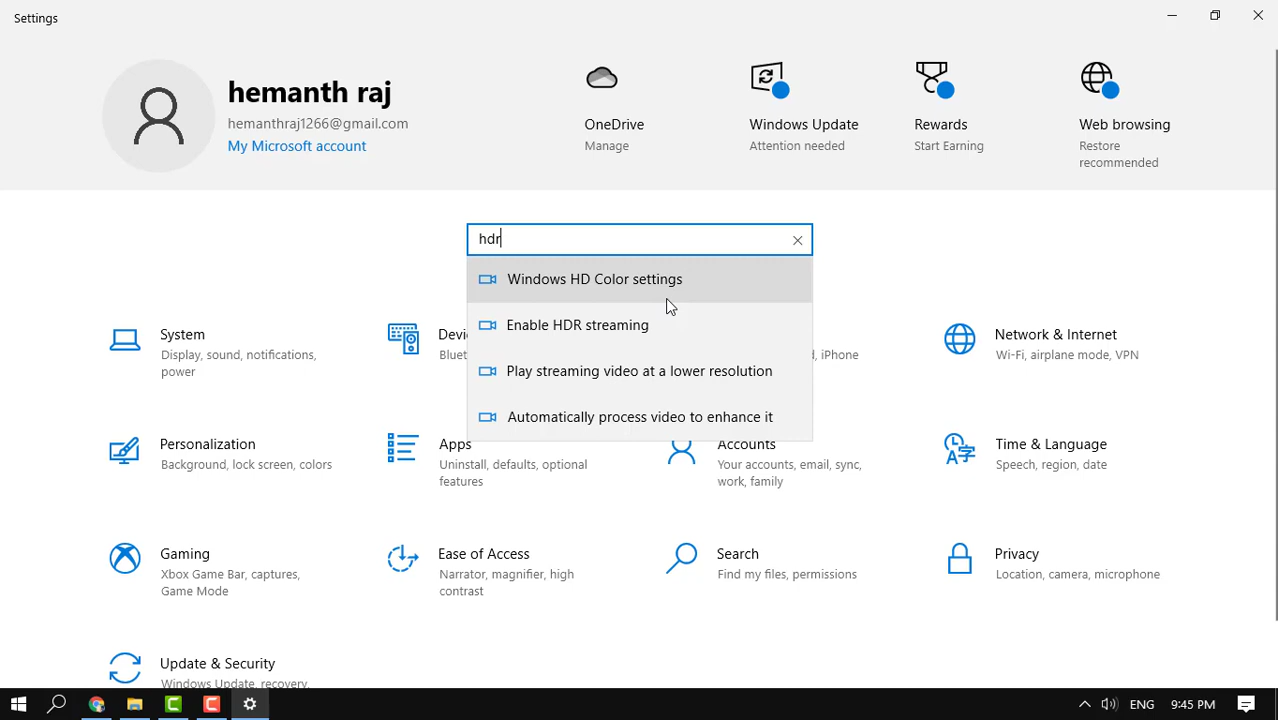 Settings
hemanth raj
hemanthraj1266@gmail.com
My Microsoft account
OneDrive
Manage
Windows Update
Attention needed
Rewards
Start Earning
Web browsing
Restore
recommended
hdr
Windows HD Color settings
Enable HDR streaming
Play streaming video at a lower resolution
Automatically process video to enhance it
System
Display, sound, notifications,
power
Devi
Bluet
, iPhone
Network & Internet
Wi-Fi, airplane mode, VPN
Personalization
Background, lock screen, colors
Apps
Uninstall, defaults, optional
features
Accounts
Your accounts, email, sync,
work, family
Time & Language
Speech, region, date
Gaming
Xbox Game Bar, captures,
Game Mode
Ease of Access
Narrator, magnifier, high
contrast
Search
Find my files, permissions
Privacy
Location, camera, microphone
Update & Security
Windows Update, recovery,
ENG
9:45 PM